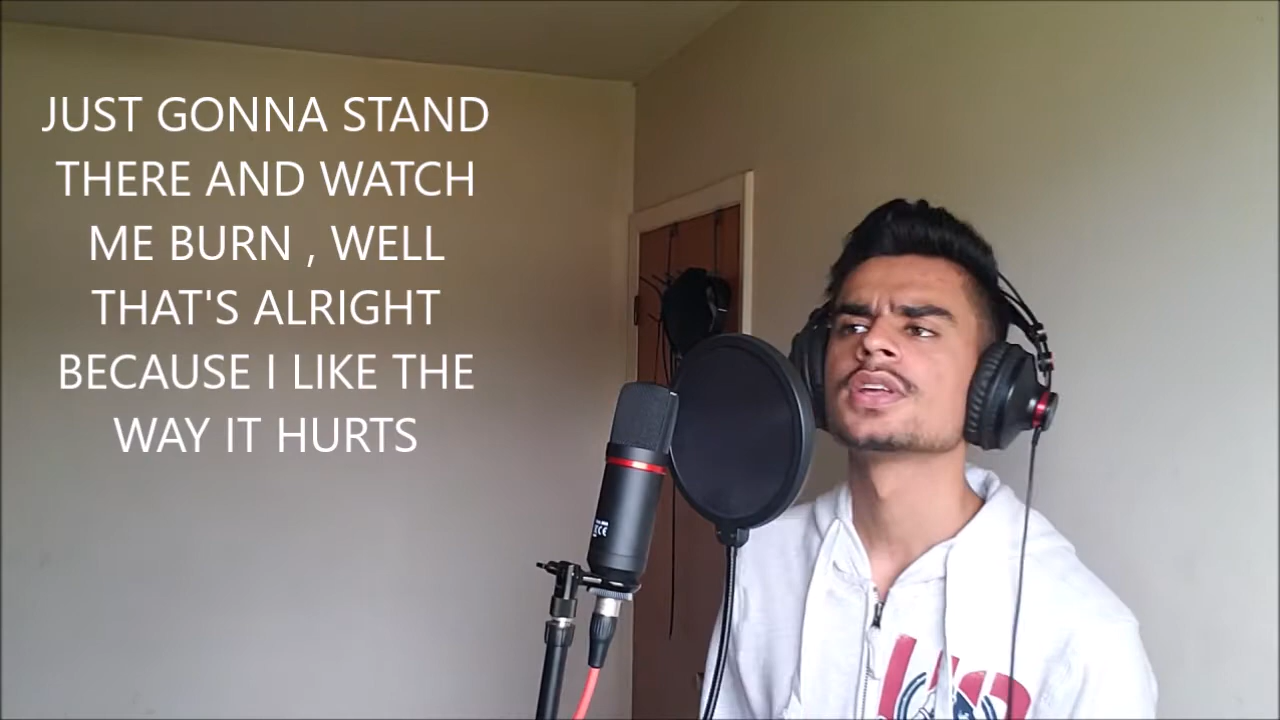 JUST GONNA STAND
THERE AND WATCH
ME BURN , WELL
THAT'S ALRIGHT
BECAUSE I LIKE THE
WAY IT HURTS